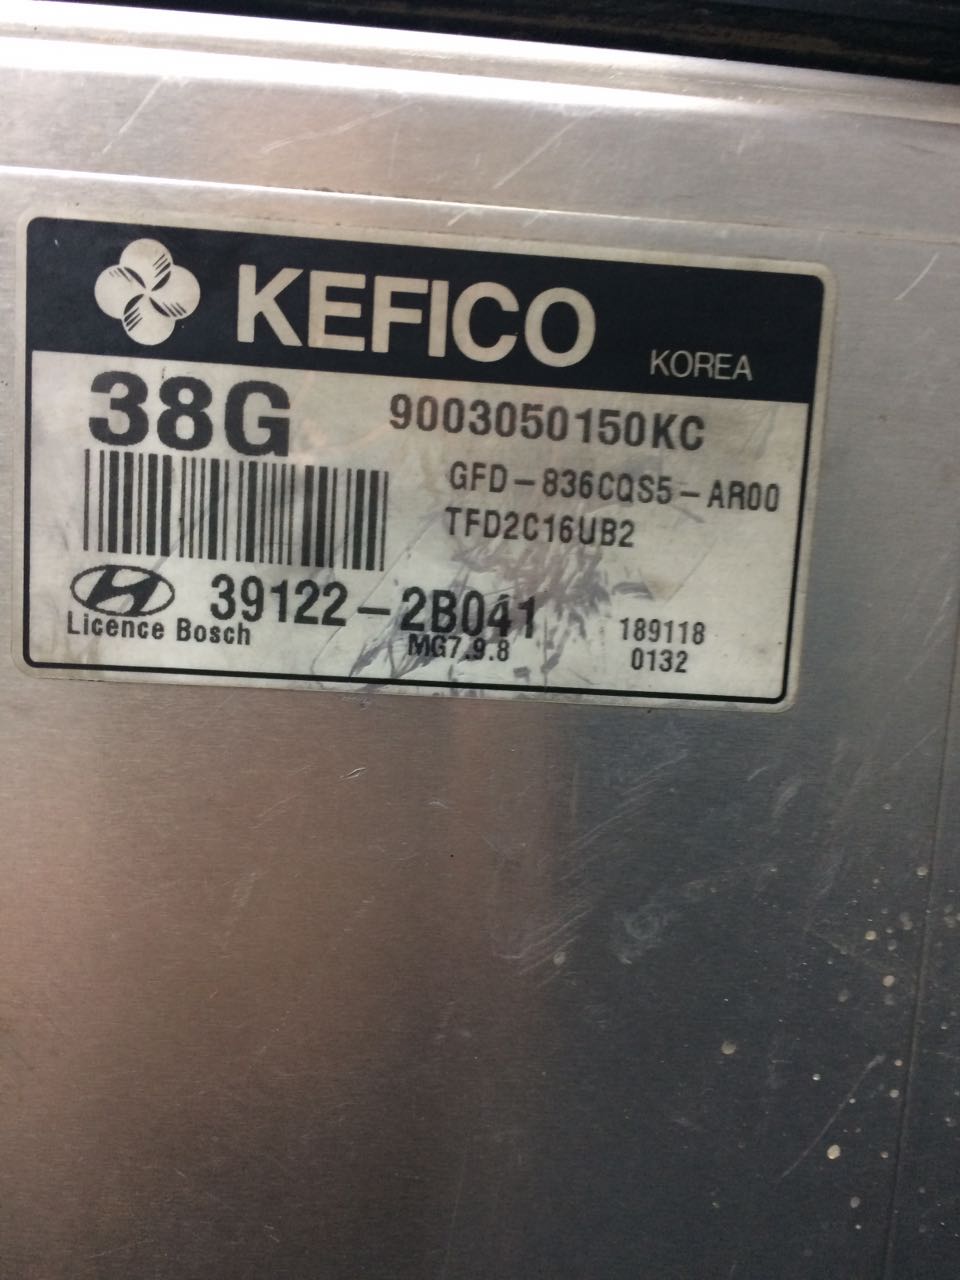 KEFICO
KOREA
38G
9003050150KC
GFD-836CQS5-AR00
TFD2C16UB2
39122-2B041
Licence Bosch
MG7.9.8
189118
0132